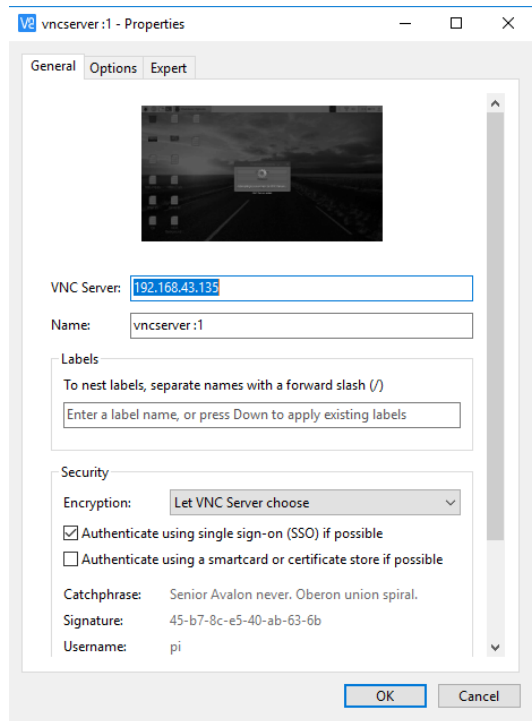 vncserver :1 - Properties
General Options Expert
VNC Server: 192.168.43.135
Name: vncserver :1
Labels
To nest labels, separate names with a forward slash (/)
Enter a label name, or press Down to apply existing labels
Security
Encryption: Let VNC Server choose
Authenticate using single sign-on (SSO) if possible
Authenticate using a smartcard or certificate store if possible
Catchphrase: Senior Avalon never. Oberon union spiral.
Signature: 45-b7-8c-e5-40-ab-63-6b
Username: pi
OK Cancel